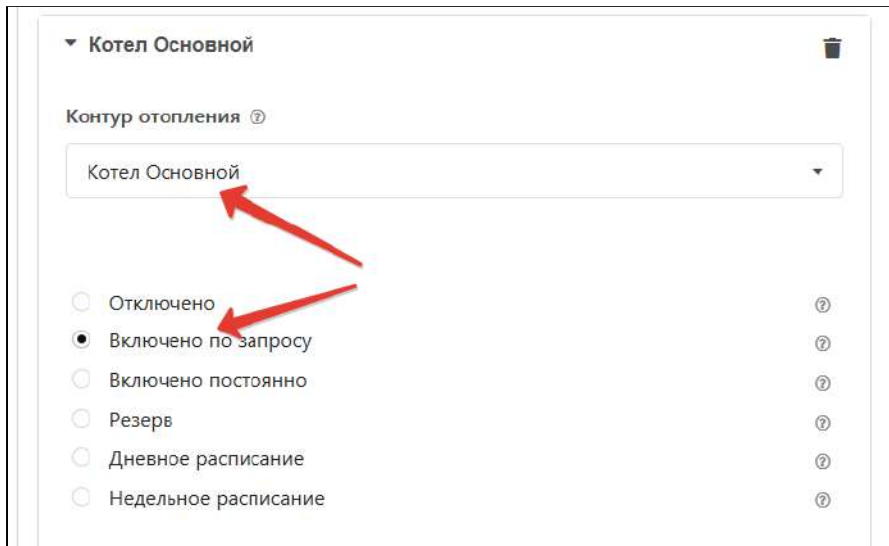 Котел Основной
Контур отопления ?
Котел Основной
Отключено ?
Включено по запросу ?
Включено постоянно ?
Резерв ?
Дневное расписание ?
Недельное расписание ?